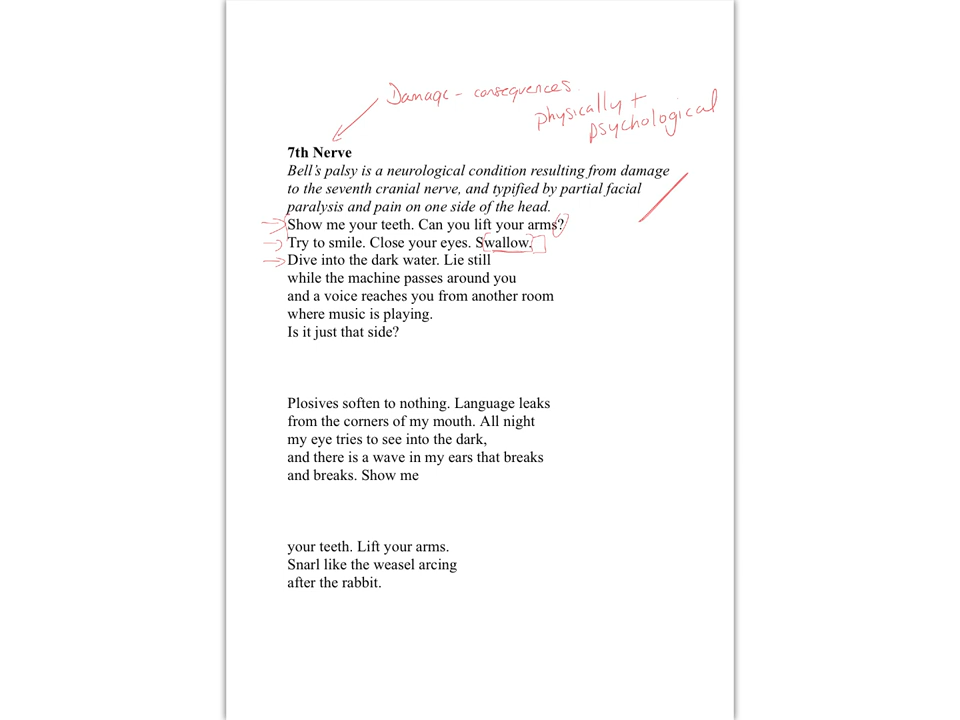 Damage - consequences.
physically +
psychological
7th Nerve
Bell’s palsy is a neurological condition resulting from damage
to the seventh cranial nerve, and typified by partial facial
paralysis and pain on one side of the head.
Show me your teeth. Can you lift your arms?
Try to smile. Close your eyes. Swallow.
Dive into the dark water. Lie still
while the machine passes around you
and a voice reaches you from another room
where music is playing.
Is it just that side?
Plosives soften to nothing. Language leaks
from the corners of my mouth. All night
my eye tries to see into the dark,
and there is a wave in my ears that breaks
and breaks. Show me
your teeth. Lift your arms.
Snarl like the weasel arcing
after the rabbit.